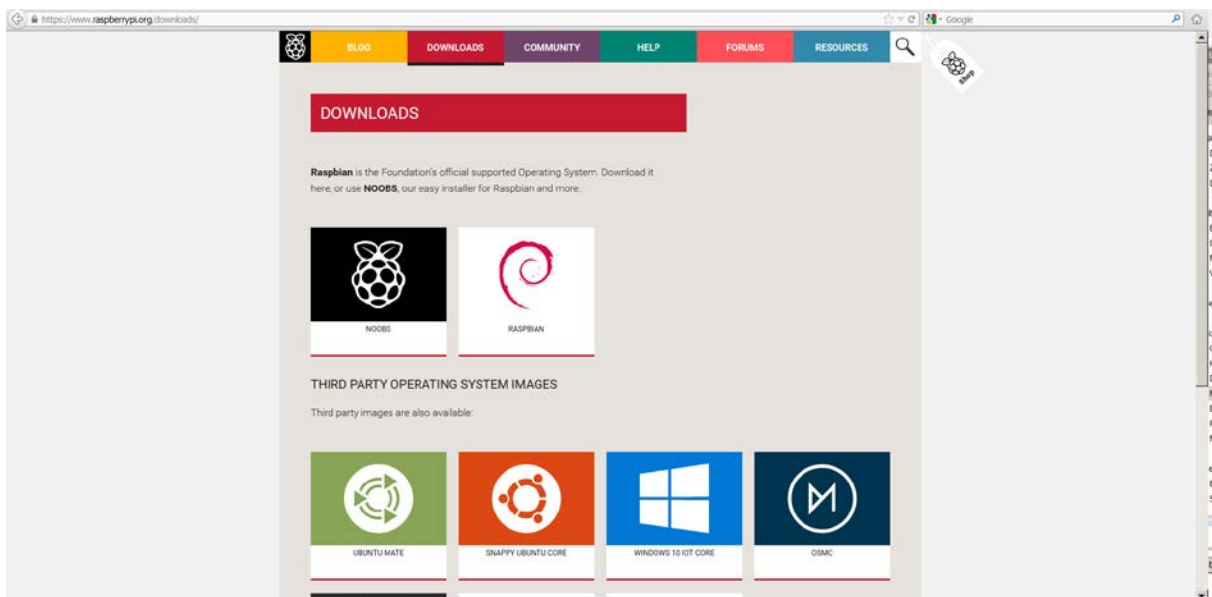 https://www.raspberrypi.org/downloads/
Google
BLOG
DOWNLOADS
COMMUNITY
HELP
FORUMS
RESOURCES
shop
DOWNLOADS
Raspbian is the Foundation's official supported Operating System. Download it
here, or use NOOBS, our easy installer for Raspbian and more.
NOOBS
RASPBIAN
THIRD PARTY OPERATING SYSTEM IMAGES
Third party images are also available:
UBUNTU MATE
SNAPPY UBUNTU CORE
WINDOWS 10 IOT CORE
OSMC